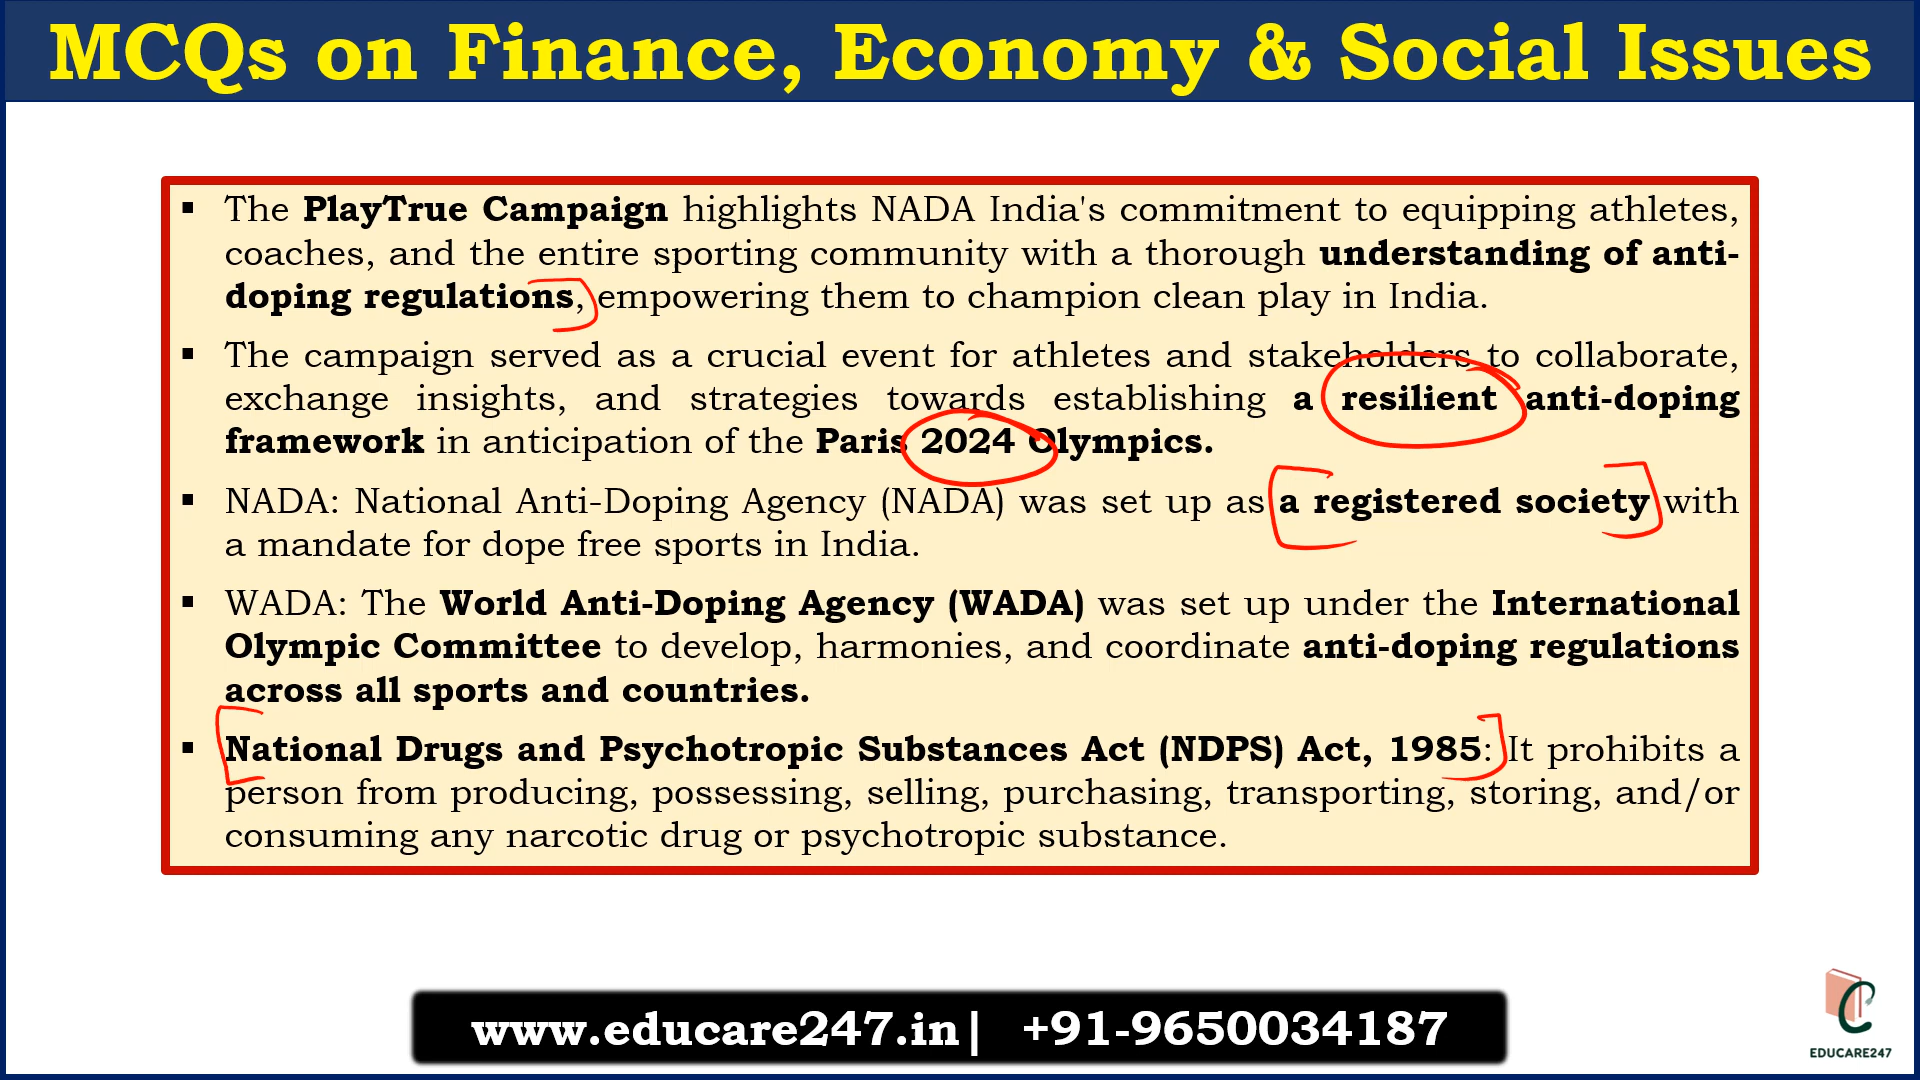 MCQs on Finance, Economy & Social Issues
▪ The PlayTrue Campaign highlights NADA India's commitment to equipping athletes,
coaches, and the entire sporting community with a thorough understanding of anti-
doping regulations, empowering them to champion clean play in India.
▪ The campaign served as a crucial event for athletes and stakeholders to collaborate,
exchange insights, and strategies towards establishing a resilient anti-doping
framework in anticipation of the Paris 2024 Olympics.
▪ NADA: National Anti-Doping Agency (NADA) was set up as a registered society with
a mandate for dope free sports in India.
▪ WADA: The World Anti-Doping Agency (WADA) was set up under the International
Olympic Committee to develop, harmonies, and coordinate anti-doping regulations
across all sports and countries.
▪ National Drugs and Psychotropic Substances Act (NDPS) Act, 1985: It prohibits a
person from producing, possessing, selling, purchasing, transporting, storing, and/or
consuming any narcotic drug or psychotropic substance.
www.educare247.in| +91-9650034187
EDUCARE247